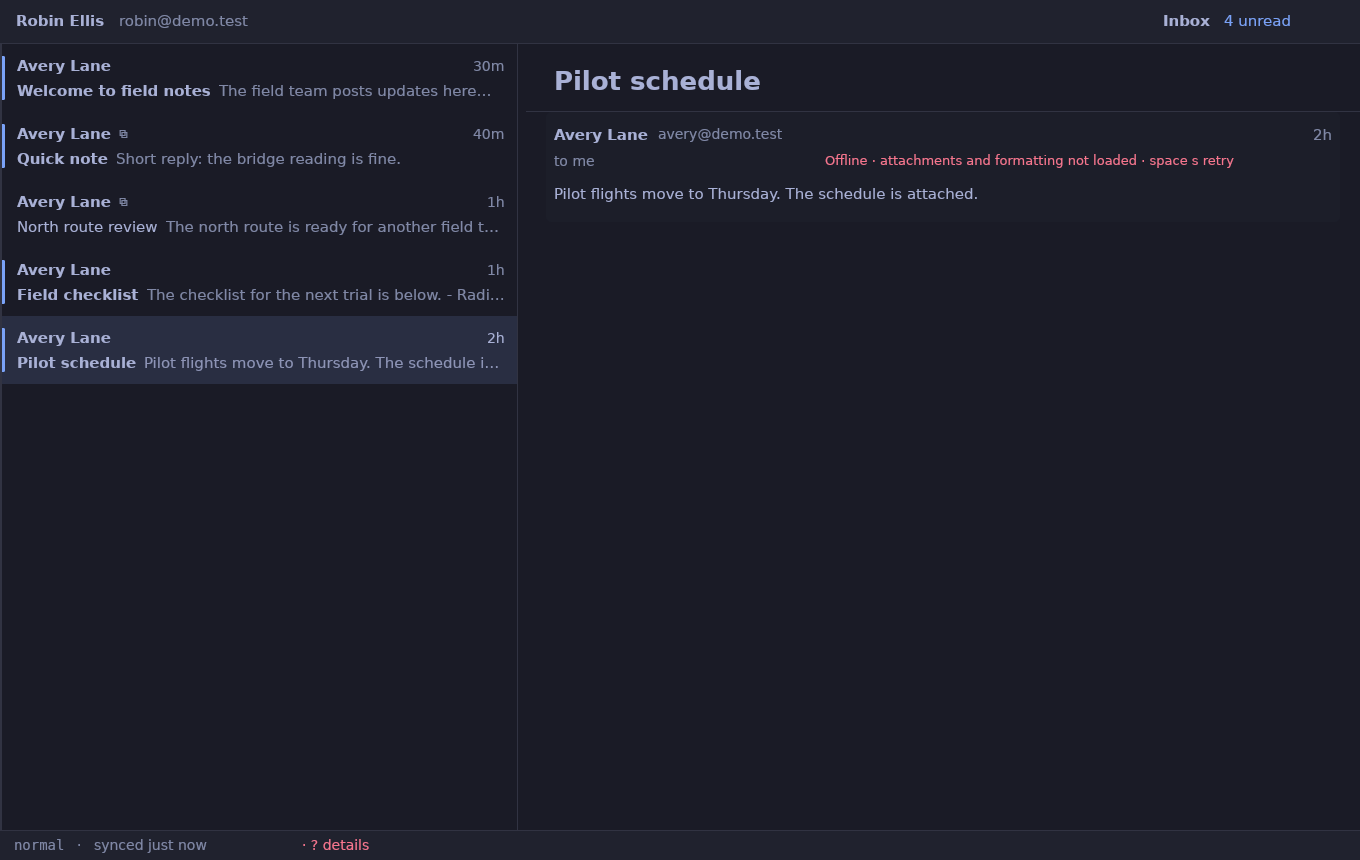 Robin Ellis robin@demo.test
Inbox 4 unread
Avery Lane 30m
Welcome to field notes The field team posts updates here...
Avery Lane 40m
Quick note Short reply: the bridge reading is fine.
Avery Lane 1h
North route review The north route is ready for another field t...
Avery Lane 1h
Field checklist The checklist for the next trial is below. - Radi...
Avery Lane 2h
Pilot schedule Pilot flights move to Thursday. The schedule i...
Pilot schedule
Avery Lane avery@demo.test 2h
to me Offline · attachments and formatting not loaded · space s retry
Pilot flights move to Thursday. The schedule is attached.
normal · synced just now · ? details